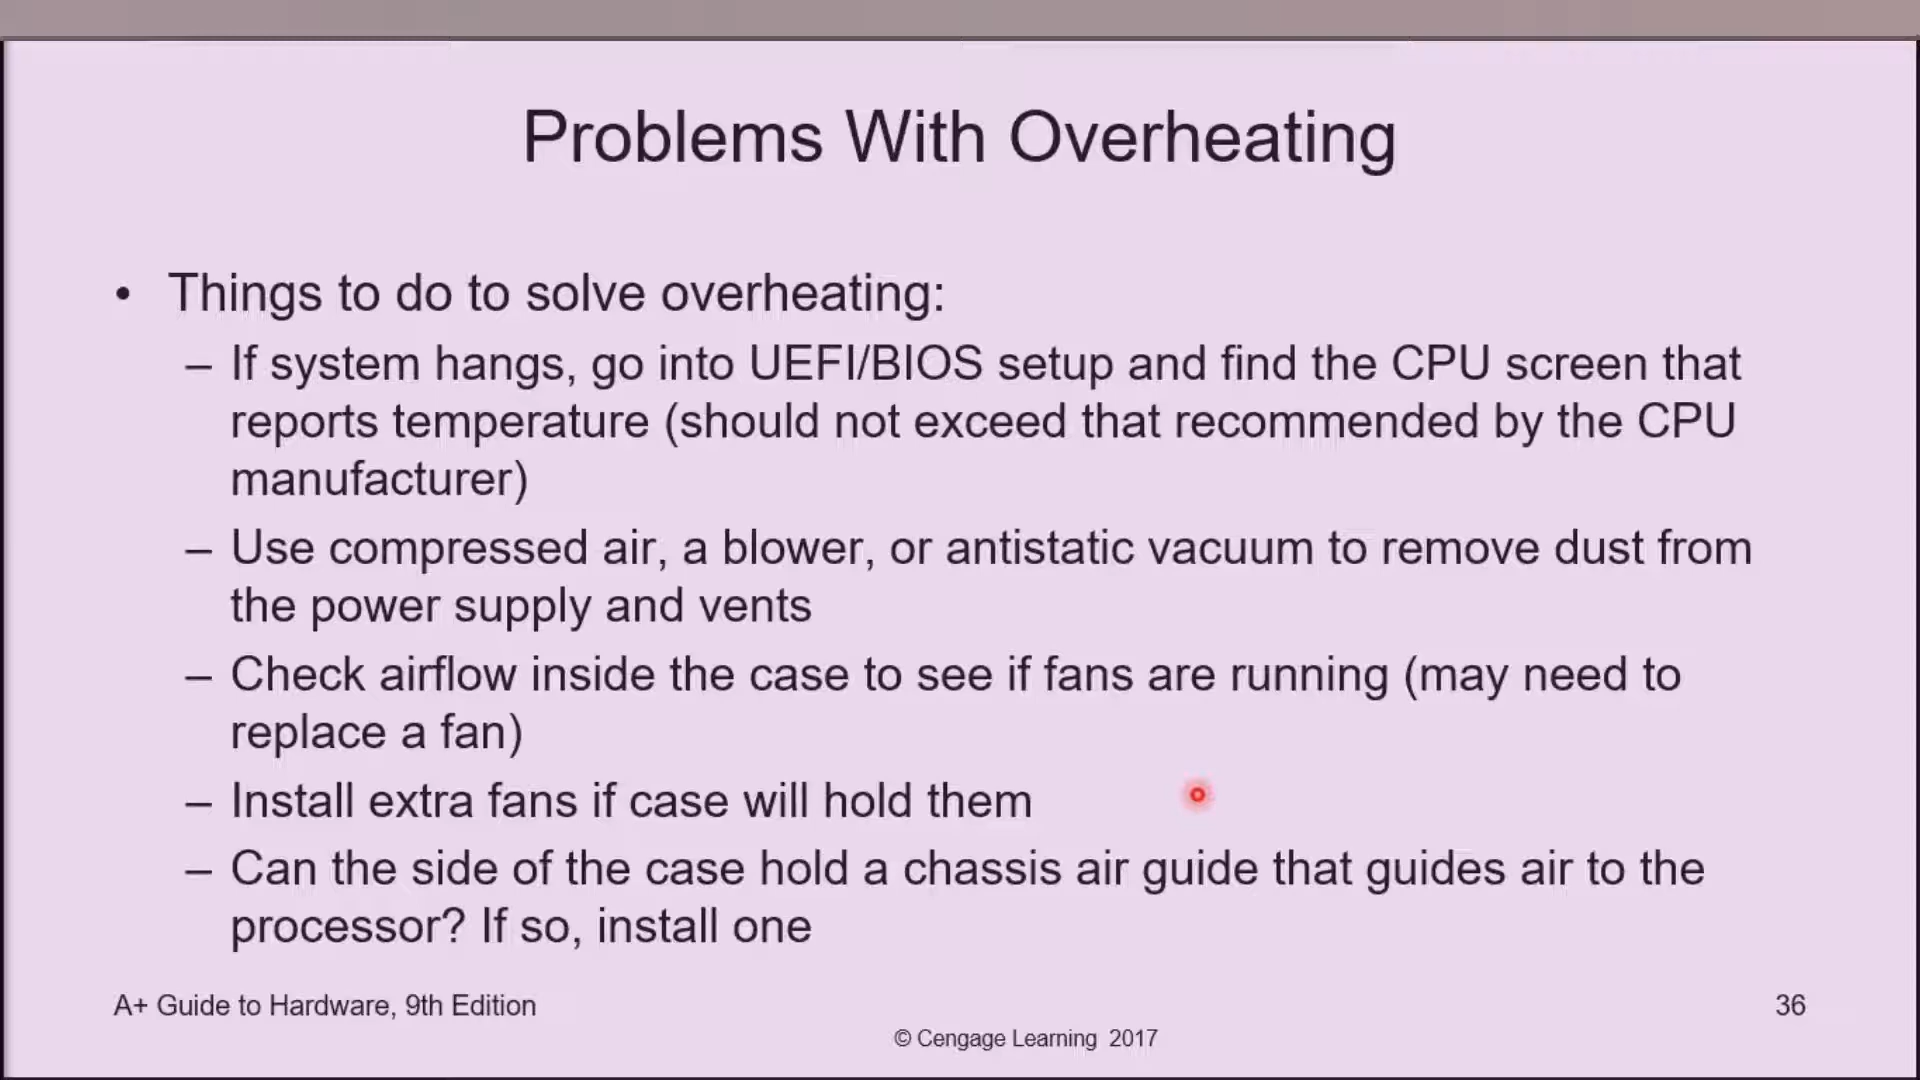 Problems With Overheating
• Things to do to solve overheating:
– If system hangs, go into UEFI/BIOS setup and find the CPU screen that
reports temperature (should not exceed that recommended by the CPU
manufacturer)
– Use compressed air, a blower, or antistatic vacuum to remove dust from
the power supply and vents
– Check airflow inside the case to see if fans are running (may need to
replace a fan)
– Install extra fans if case will hold them
– Can the side of the case hold a chassis air guide that guides air to the
processor? If so, install one
A+ Guide to Hardware, 9th Edition
36
© Cengage Learning 2017